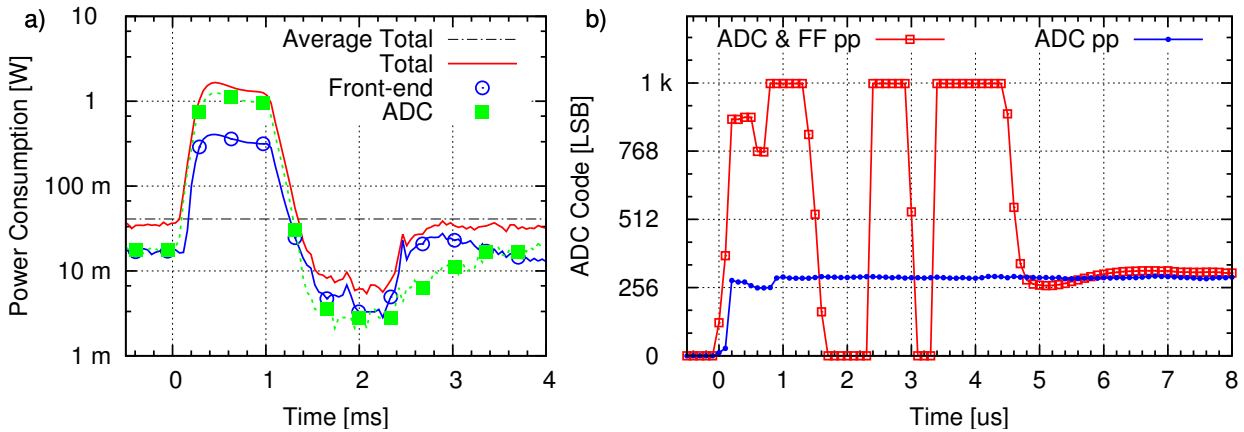 a)
Average Total
Total
Front-end
ADC
Power Consumption [W]
1
100 m
10 m
1 m
0 1 2 3 4
Time [ms]
b)
ADC & FF pp
ADC pp
ADC Code [LSB]
1 k
768
512
256
0
0 1 2 3 4 5 6 7 8
Time [us]